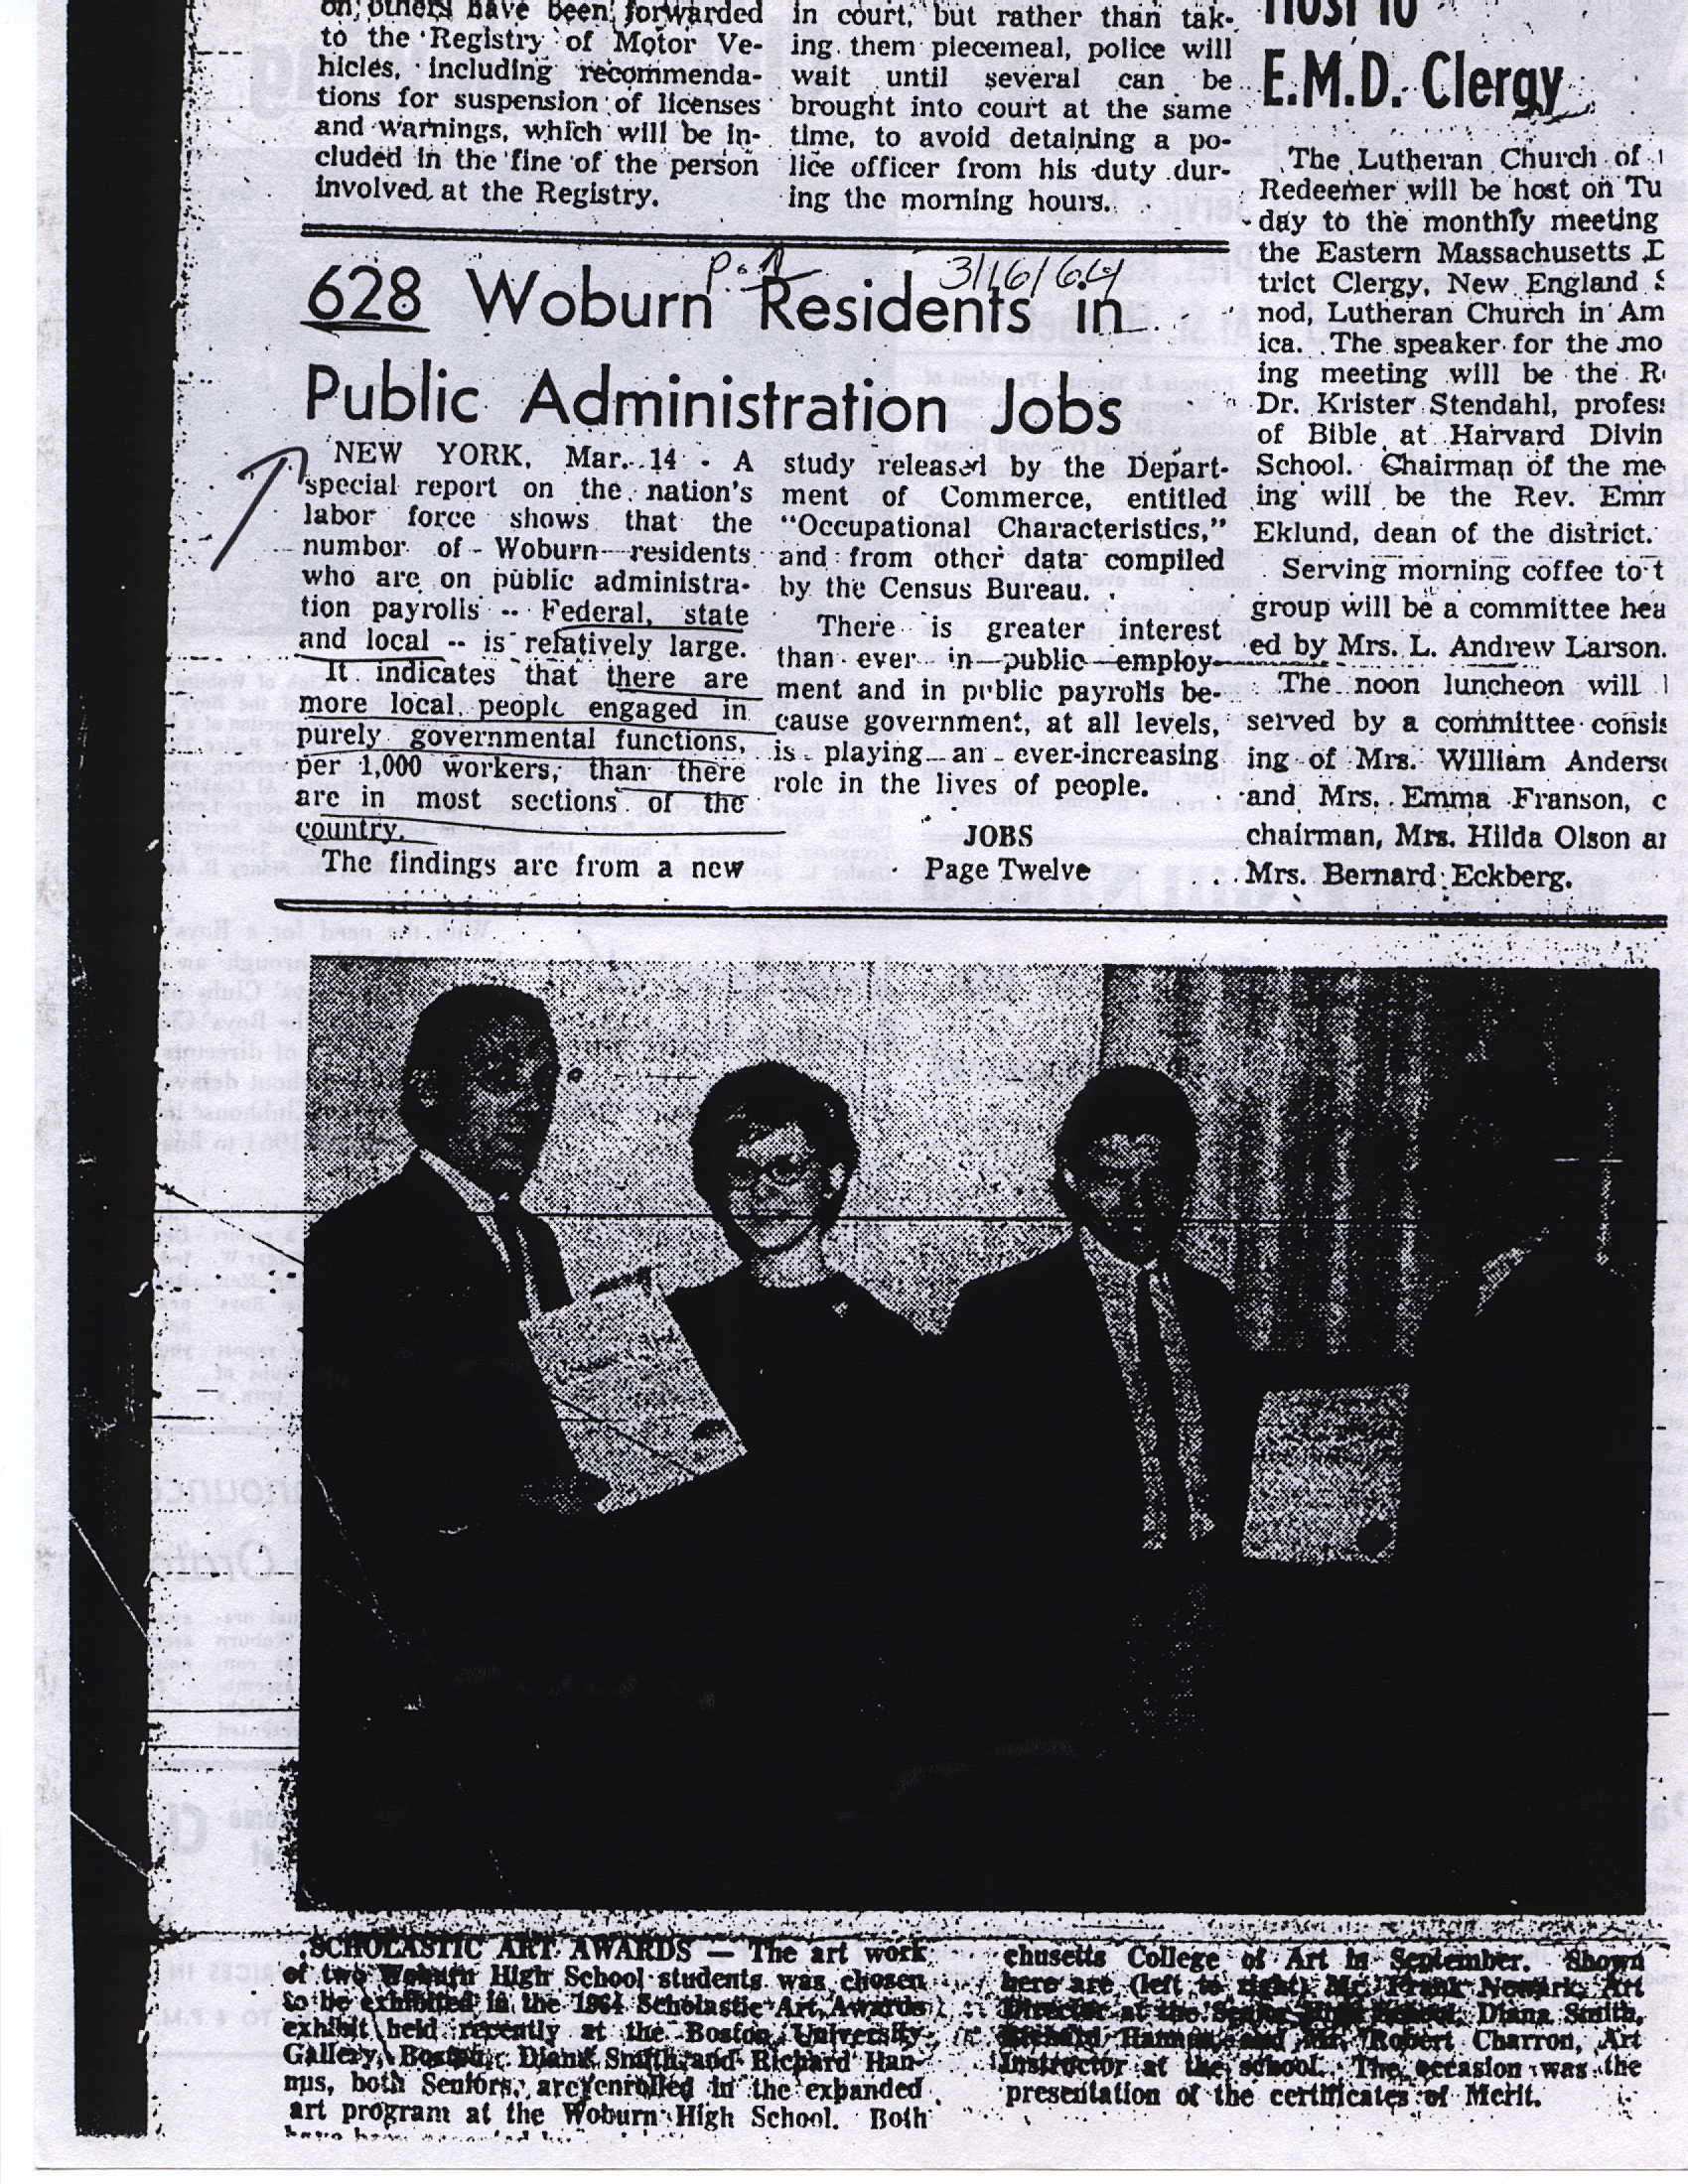 on, others have been forwarded
to the Registry of Motor Ve-
hicles, including recommenda-
tions for suspension of licenses
and warnings, which will be in-
cluded in the fine of the person
involved at the Registry.
in court, but rather than tak-
ing them piecemeal, police will
wait until several can be
brought into court at the same
time, to avoid detaining a po-
lice officer from his duty dur-
ing the morning hours.
Host To
E.M.D. Clergy
The Lutheran Church of
Redeemer will be host on Tu
day to the monthly meeting
the Eastern Massachusetts D
trict Clergy, New England S
nod, Lutheran Church in Am
ica. The speaker for the mo
ing meeting will be the R
Dr. Krister Stendahl, profess
of Bible at Harvard Divin
School. Chairman of the me
ing will be the Rev. Emm
Eklund, dean of the district.
Serving morning coffee to t
group will be a committee hea
ed by Mrs. L. Andrew Larson.
The noon luncheon will
served by a committee consis
ing of Mrs. William Anders
and Mrs. Emma Franson, c
chairman, Mrs. Hilda Olson ar
Mrs. Bernard Eckberg.
P. 1 3/16/64
628 Woburn Residents in
Public Administration Jobs
NEW YORK, Mar. 14 - A
special report on the nation's
labor force shows that the
number of Woburn residents
who are on public administra-
tion payrolls -- Federal, state
and local -- is relatively large.
It indicates that there are
more local people engaged in
purely governmental functions,
per 1,000 workers, than there
are in most sections of the
country.
The findings are from a new
study released by the Depart-
ment of Commerce, entitled
"Occupational Characteristics,"
and from other data compiled
by the Census Bureau.
There is greater interest
than ever in public employ-
ment and in public payrolls be-
cause government, at all levels,
is playing an ever-increasing
role in the lives of people.
JOBS
Page Twelve
SCHOLASTIC ART AWARDS — The art work
of two Woburn High School students was chosen
to be exhibited in the 1964 Scholastic Art Awards
exhibit held recently at the Boston University
Gallery, Boston. Diana Smith and Richard Han-
nus, both Seniors, are enrolled in the expanded
art program at the Woburn High School. Both
chusetts College of Art in September. Shown
here are (left to right) Mr. Frank Newark, Art
Director at the High School, Diana Smith,
Richard Hannus and Mr. Robert Charron, Art
Instructor at the school. The occasion was the
presentation of the certificates of Merit.